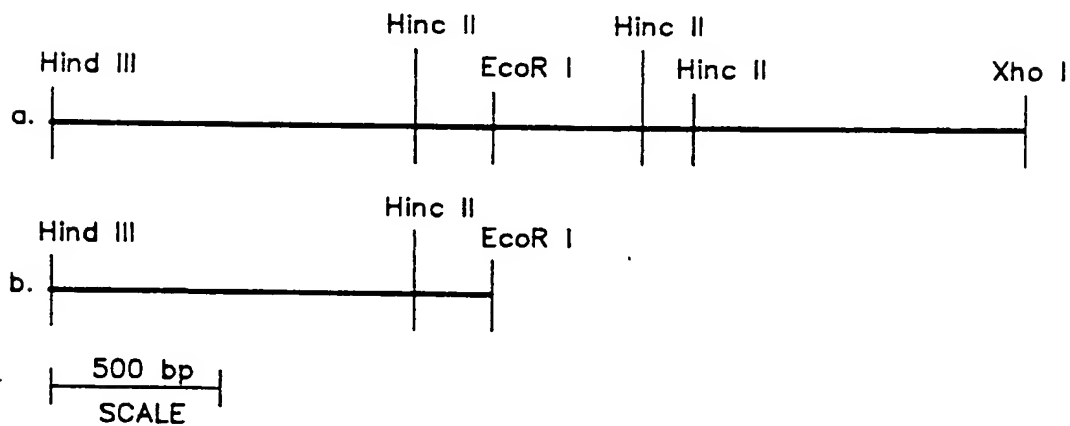 Hinc II Hinc II
Hind III EcoR I Hinc II Xho I
a.
Hinc II
Hind III EcoR I
b.
500 bp
SCALE